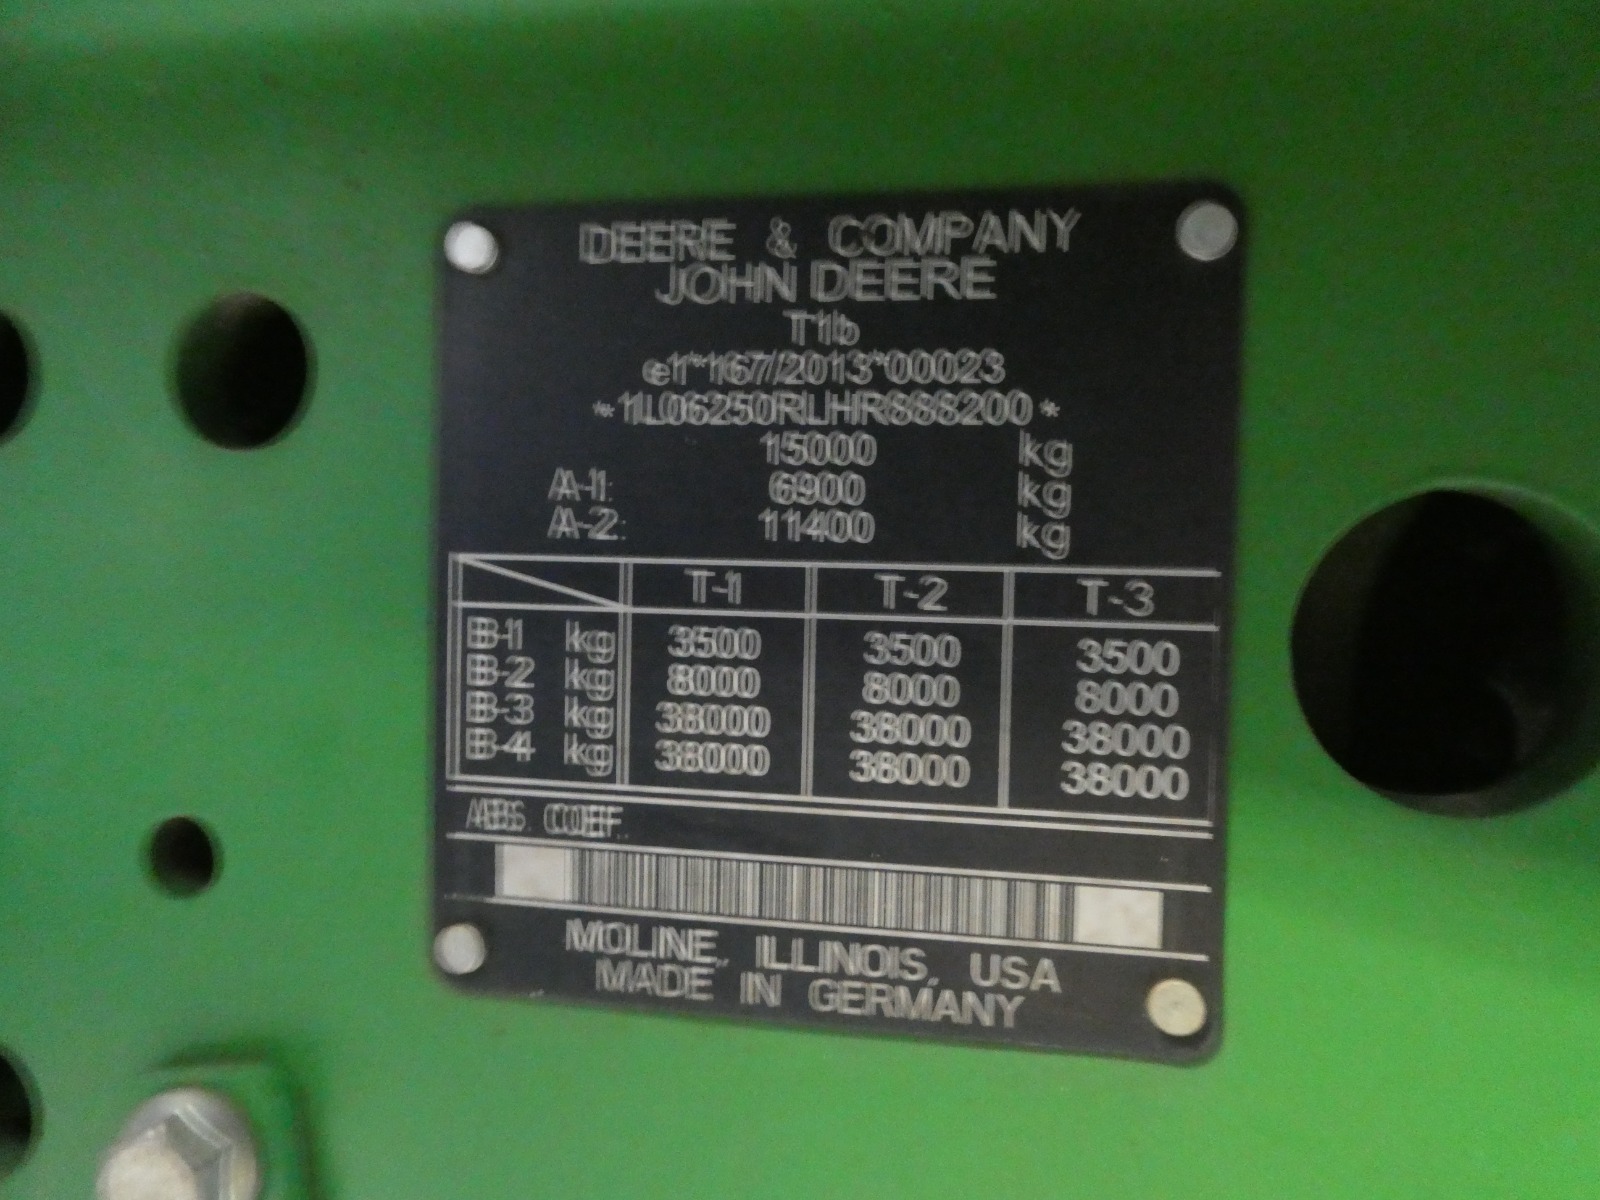 DEERE & COMPANY
JOHN DEERE
T1b
e1*167/2013*00023
*1L06250RLHR888200*
15000 kg
A-1: 6900 kg
A-2: 11400 kg
T-1 T-2 T-3
B-1 kg 3500 3500 3500
B-2 kg 8000 8000 8000
B-3 kg 38000 38000 38000
B-4 kg 38000 38000 38000
ABS. COEF.:
MOLINE, ILLINOIS, USA
MADE IN GERMANY